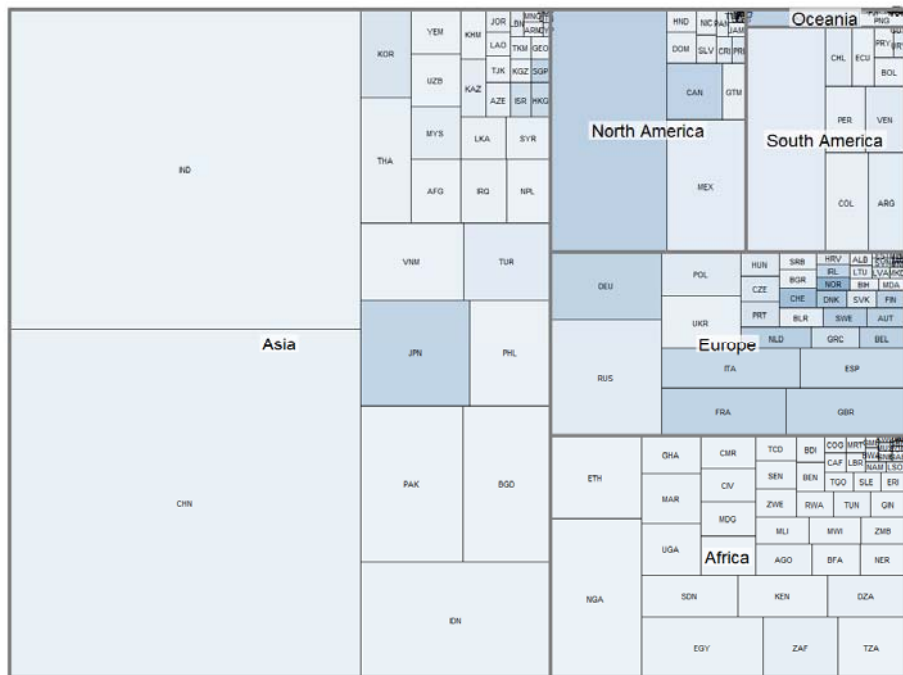 IND
CHN
Asia
KOR
THA
YEM
UZB
MYS
AFG
KHM
KAZ
LKA
IRQ
JOR
LAO
TJK
AZE
LBN
TKM
GEO
KGZ
SGP
ISR
HKG
SYR
NPL
VNM
TUR
JPN
PHL
PAK
BGD
IDN
North America
HND
NIC
PAN
JAM
DOM
SLV
CRI
PRI
CAN
GTM
MEX
Oceania
PNG
South America
CHL
ECU
PRY
URY
BOL
PER
VEN
COL
ARG
Europe
DEU
RUS
POL
UKR
HUN
CZE
PRT
SRB
BGR
CHE
BLR
HRV
IRL
NOR
DNK
ALB
LTU
BIH
SVK
LVA
MKD
MDA
FIN
SWE
AUT
NLD
GRC
BEL
ITA
ESP
FRA
GBR
Africa
ETH
NGA
GHA
MAR
UGA
CMR
CIV
MDG
TCD
SEN
ZWE
BDI
BEN
RWA
COG
MRT
CAF
LBR
BWA
NAM
LSO
TGO
SLE
ERI
TUN
GIN
MLI
MWI
ZMB
AGO
BFA
NER
SDN
KEN
DZA
EGY
ZAF
TZA